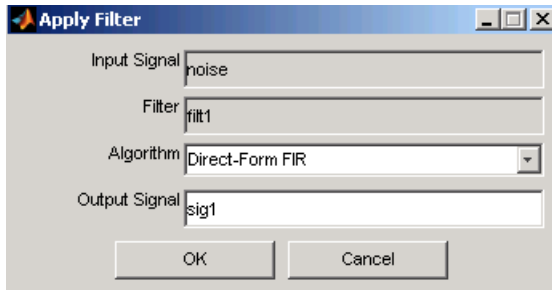 Apply Filter
Input Signal noise
Filter filt1
Algorithm Direct-Form FIR
Output Signal sig1
OK Cancel